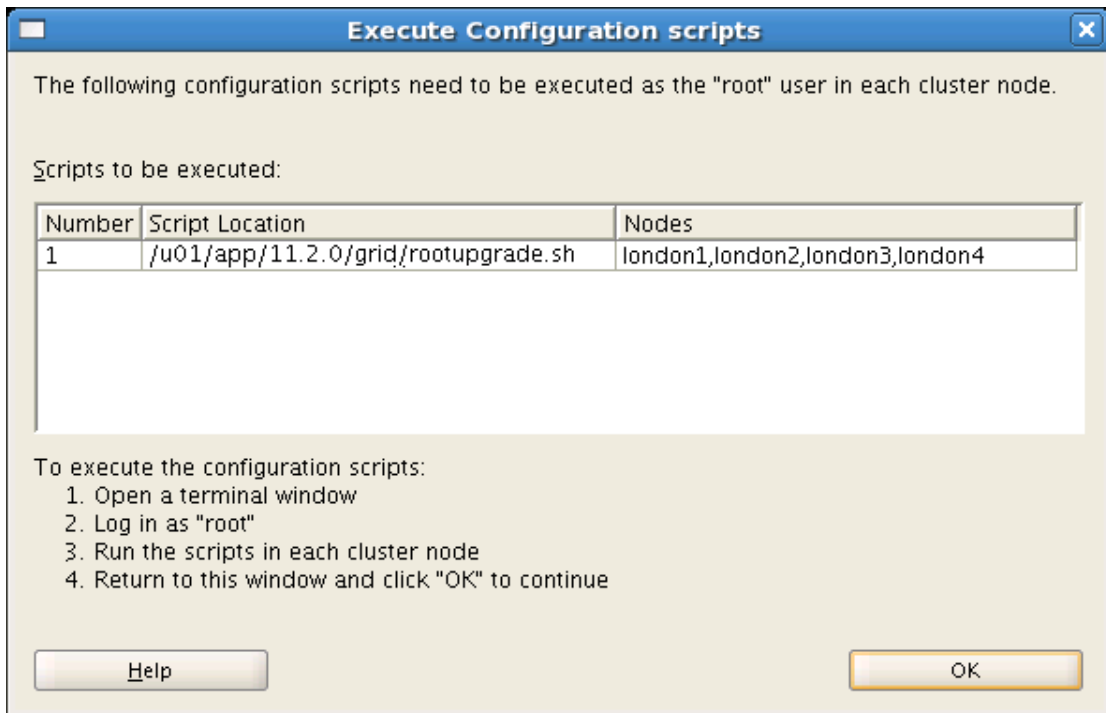 Execute Configuration scripts
The following configuration scripts need to be executed as the "root" user in each cluster node.
Scripts to be executed:
Number Script Location Nodes
1 /u01/app/11.2.0/grid/rootupgrade.sh london1,london2,london3,london4
To execute the configuration scripts:
1. Open a terminal window
2. Log in as "root"
3. Run the scripts in each cluster node
4. Return to this window and click "OK" to continue
Help OK